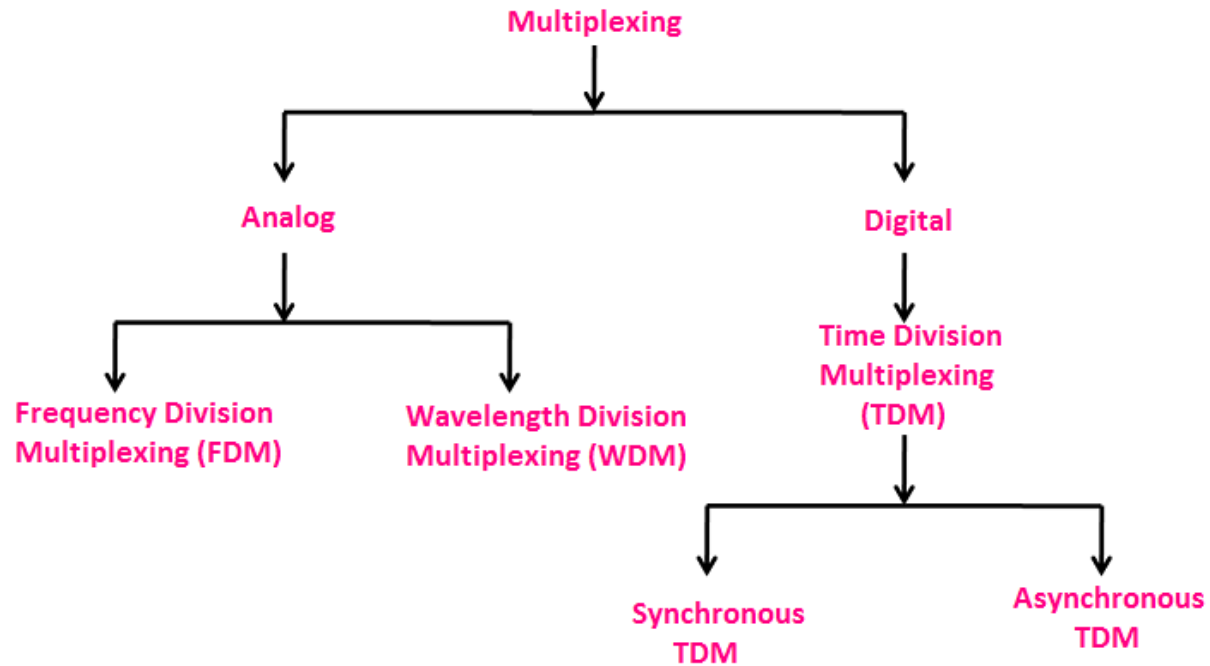 Multiplexing
Analog
Digital
Time Division
Multiplexing
(TDM)
Frequency Division
Multiplexing (FDM)
Wavelength Division
Multiplexing (WDM)
Synchronous
TDM
Asynchronous
TDM